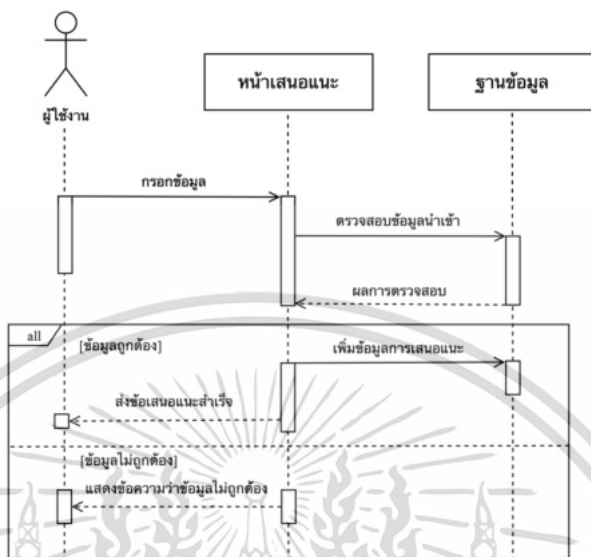 ผู้ใช้งาน
หน้าเสนอแนะ
ฐานข้อมูล
กรอกข้อมูล
ตรวจสอบข้อมูลนำเข้า
ผลการตรวจสอบ
all
[ข้อมูลถูกต้อง]
เพิ่มข้อมูลการเสนอแนะ
ส่งข้อเสนอแนะสำเร็จ
[ข้อมูลไม่ถูกต้อง]
แสดงข้อความว่าข้อมูลไม่ถูกต้อง